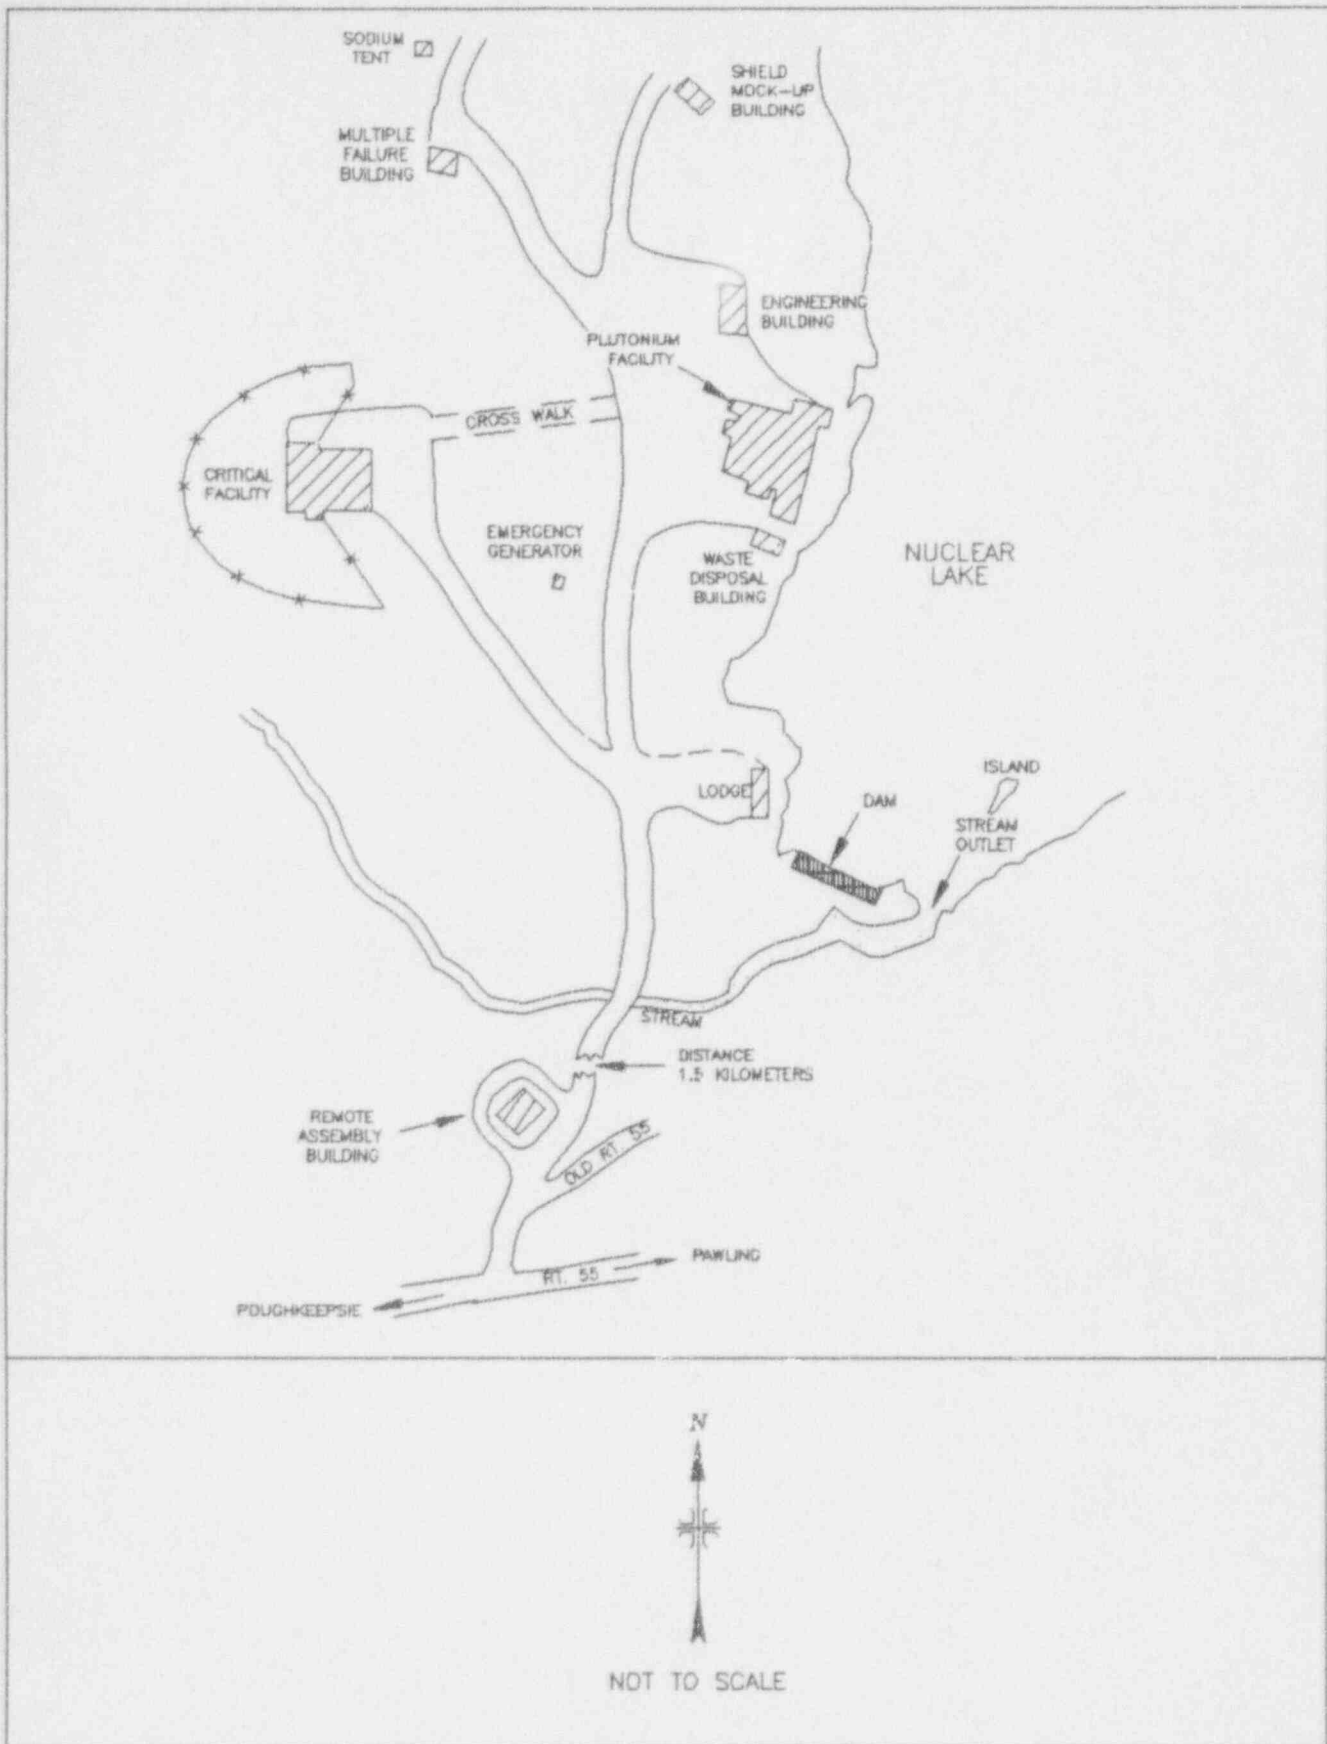 SODIUM
TENT
SHIELD
MOCK-UP
BUILDING
MULTIPLE
FAILURE
BUILDING
ENGINEERING
BUILDING
PLUTONIUM
FACILITY
CROSS WALK
CRITICAL
FACILITY
EMERGENCY
GENERATOR
WASTE
DISPOSAL
BUILDING
NUCLEAR
LAKE
ISLAND
LODGE
DAM
STREAM
OUTLET
STREAM
DISTANCE
1.5 KILOMETERS
REMOTE
ASSEMBLY
BUILDING
OLD RT. 55
PAWLING
RT. 55
POUGHKEEPSIE
N
NOT TO SCALE